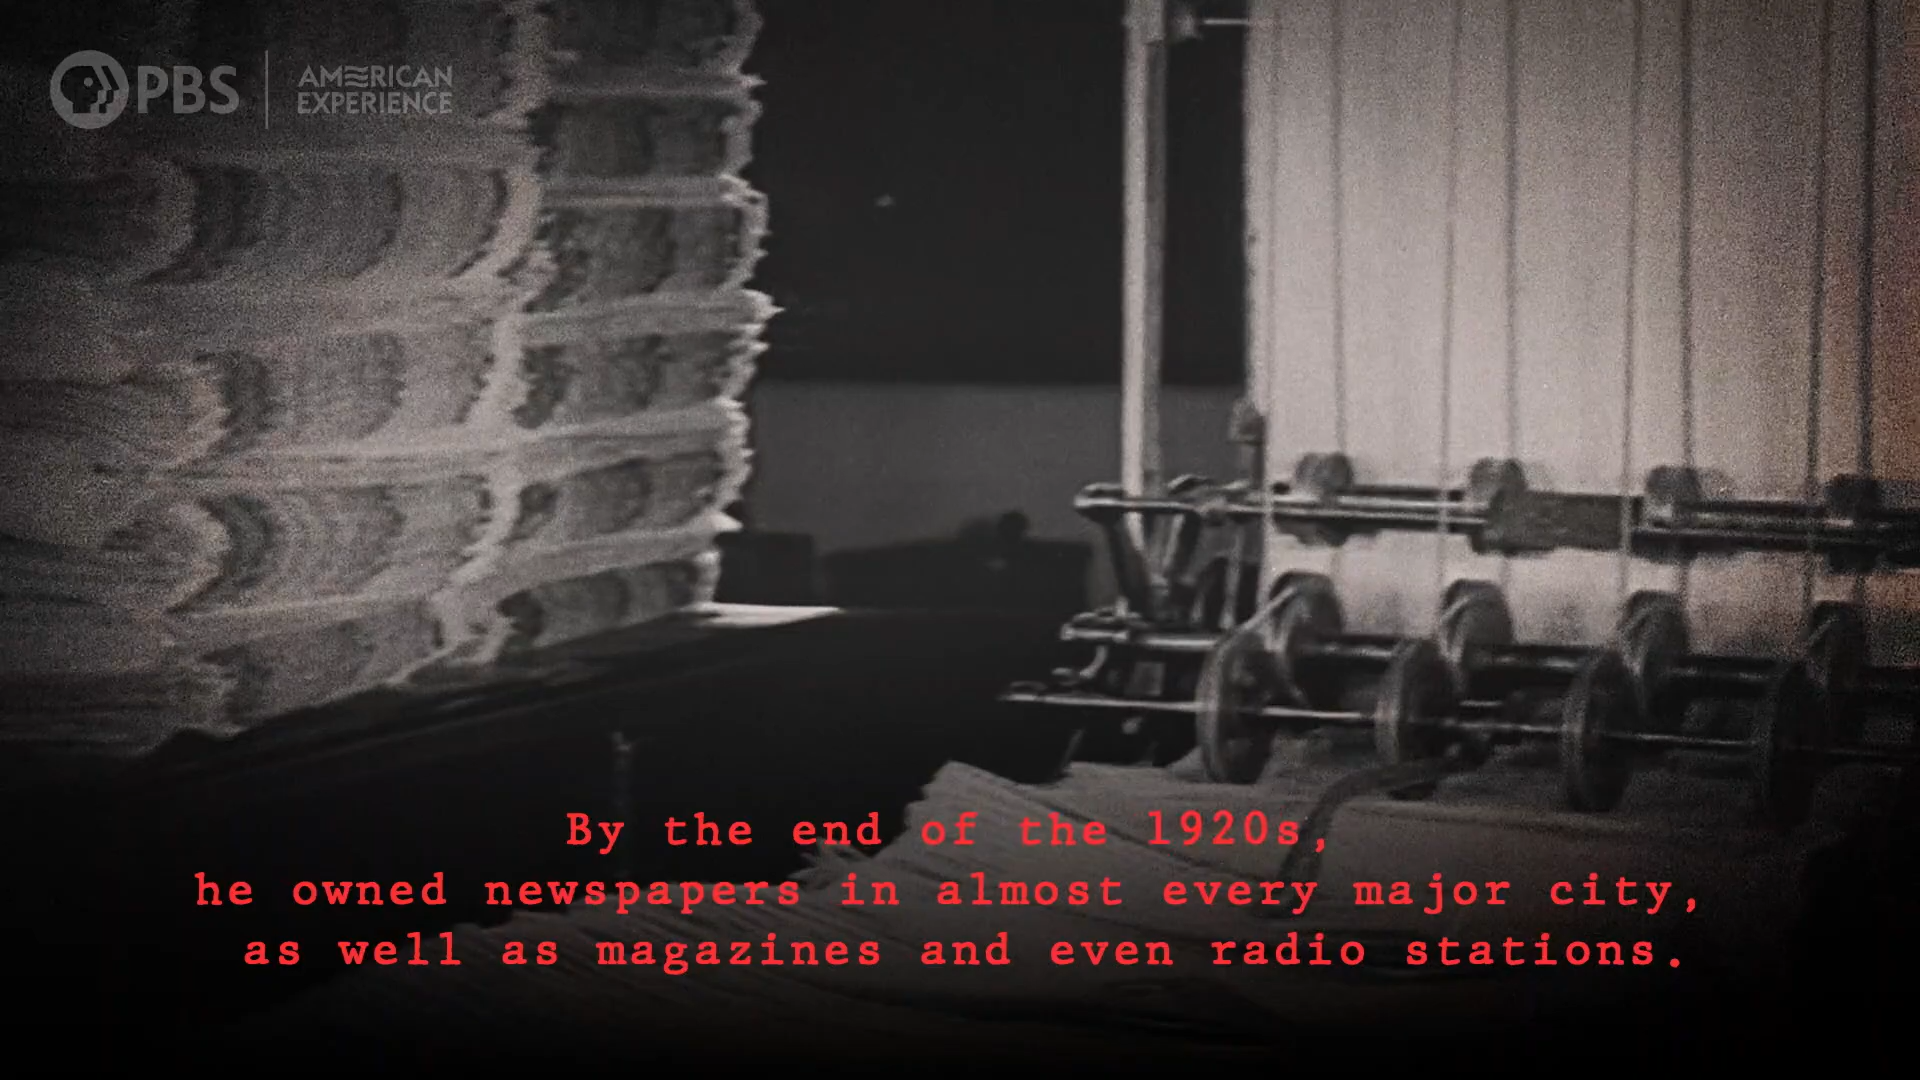 PBS
AMERICAN
EXPERIENCE
By the end of the 1920s,
he owned newspapers in almost every major city,
as well as magazines and even radio stations.